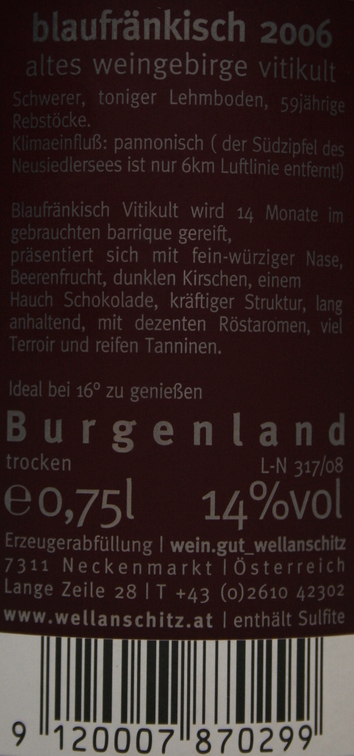 blaufränkisch 2006
altes weingebirge vitikult
Schwerer, toniger Lehmboden, 59jährige
Rebstöcke.
Klimaeinfluß: pannonisch ( der Südzipfel des
Neusiedlersees ist nur 6km Luftlinie entfernt!)
Blaufränkisch Vitikult wird 14 Monate im
gebrauchten barrique gereift,
präsentiert sich mit fein-würziger Nase,
Beerenfrucht, dunklen Kirschen, einem
Hauch Schokolade, kräftiger Struktur, lang
anhaltend, mit dezenten Röstaromen, viel
Terroir und reifen Tanninen.
Ideal bei 16° zu genießen
Burgenland
trocken L-N 317/08
e0,75l 14%vol
Erzeugerabfüllung | wein.gut_wellanschitz
7311 Neckenmarkt | Österreich
Lange Zeile 28 | T +43 (0)2610 42302
www.wellanschitz.at | enthält Sulfite
9 120007 870299